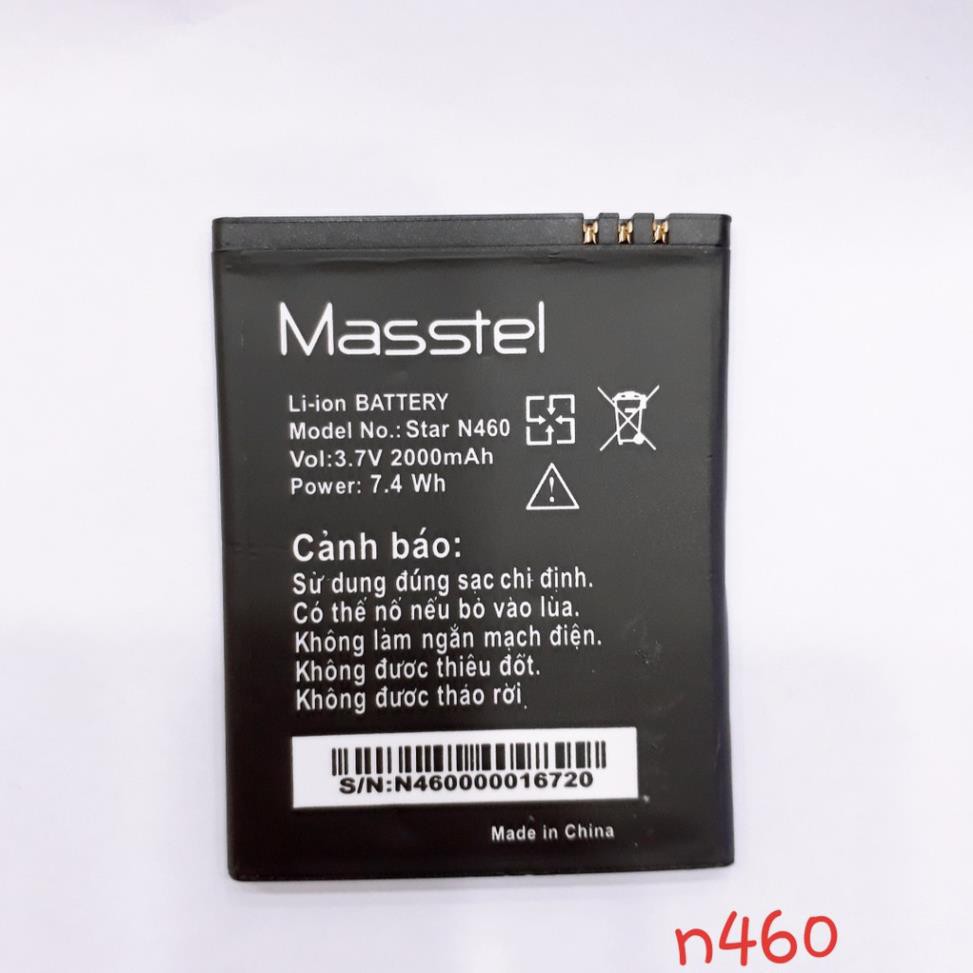 Masstel
Li-ion BATTERY
Model No.: Star N460
Vol:3.7V 2000mAh
Power: 7.4 Wh
Cảnh báo:
Sử dung đúng sạc chỉ định.
Có thể nổ nếu bỏ vào lửa.
Không làm ngắn mạch điện.
Không được thiêu đốt.
Không được tháo rời.
S/N:N460000016720
Made in China
n460